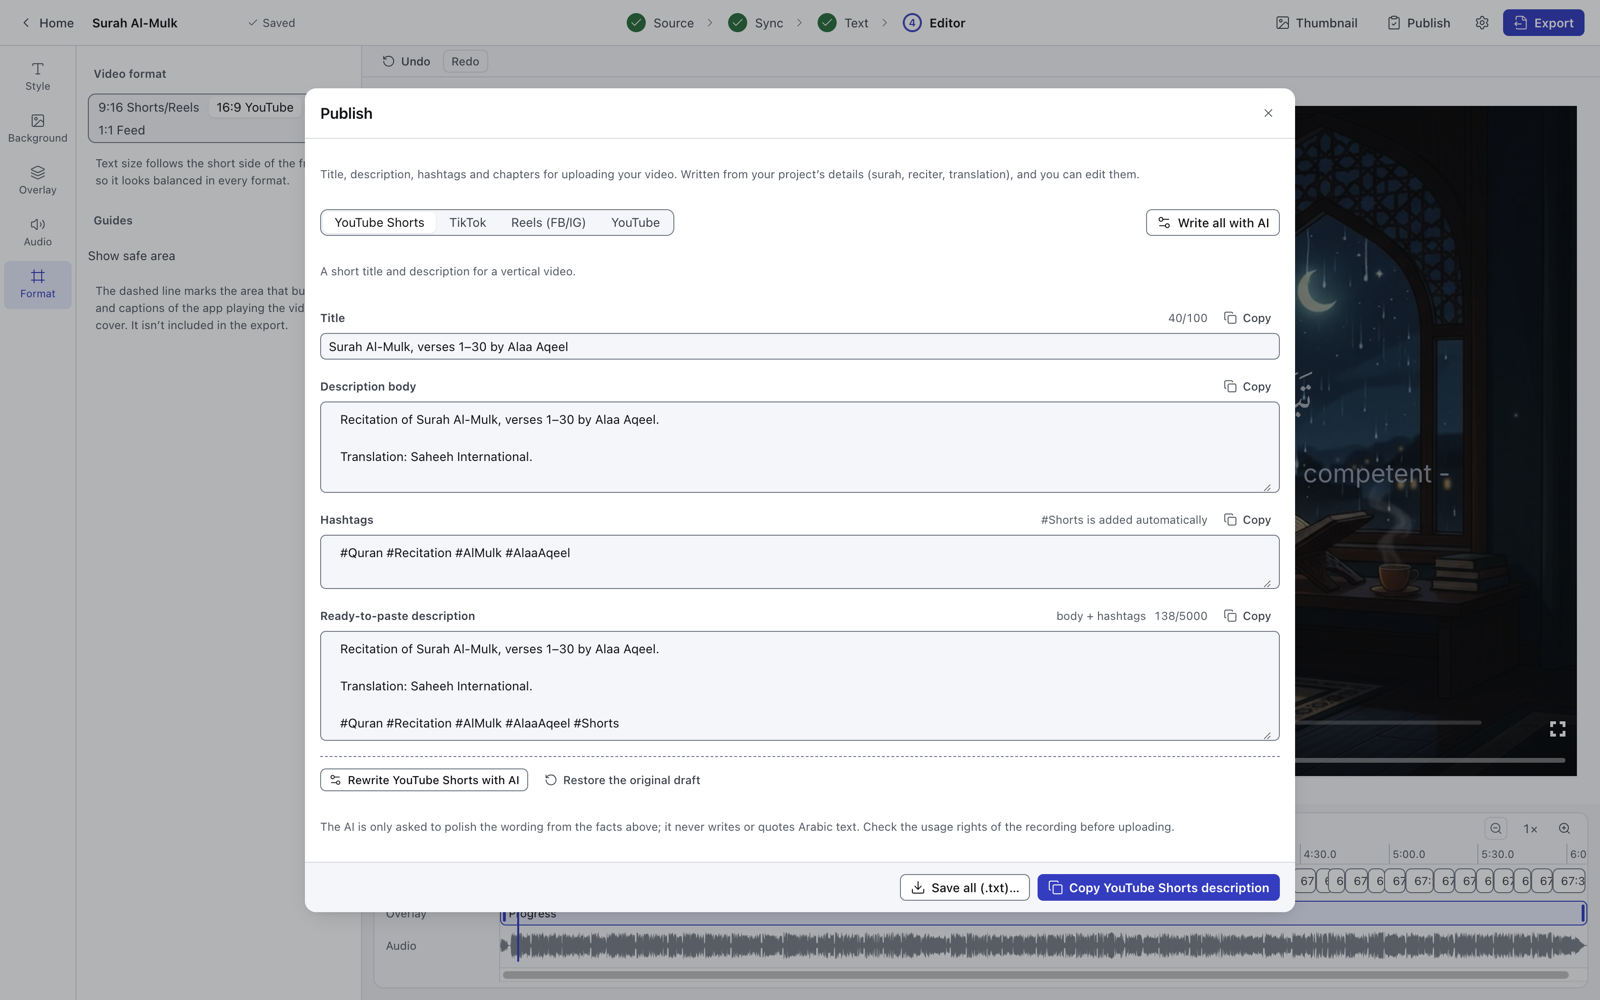 Home
Surah Al-Mulk
Saved
Source
Sync
Text
4
Editor
Thumbnail
Publish
Export
Undo
Redo
Style
Background
Overlay
Audio
Format
Video format
9:16 Shorts/Reels
16:9 YouTube
1:1 Feed
Text size follows the short side of the
so it looks balanced in every format.
Guides
Show safe area
The dashed line marks the area that
and captions of the app playing the
cover. It isn't included in the export.
Publish
Title, description, hashtags and chapters for uploading your video. Written from your project's details (surah, reciter, translation), and you can edit them.
YouTube Shorts
TikTok
Reels (FB/IG)
YouTube
Write all with AI
A short title and description for a vertical video.
Title
40/100
Copy
Surah Al-Mulk, verses 1–30 by Alaa Aqeel
Description body
Copy
Recitation of Surah Al-Mulk, verses 1–30 by Alaa Aqeel.
Translation: Saheeh International.
Hashtags
#Shorts is added automatically
Copy
#Quran #Recitation #AlMulk #AlaaAqeel
Ready-to-paste description
body + hashtags 138/5000
Copy
Recitation of Surah Al-Mulk, verses 1–30 by Alaa Aqeel.
Translation: Saheeh International.
#Quran #Recitation #AlMulk #AlaaAqeel #Shorts
Rewrite YouTube Shorts with AI
Restore the original draft
The AI is only asked to polish the wording from the facts above; it never writes or quotes Arabic text. Check the usage rights of the recording before uploading.
Save all (.txt)...
Copy YouTube Shorts description
competent -
1×
4:30.0
5:00.0
5:30.0
Overlay
Progress
Audio